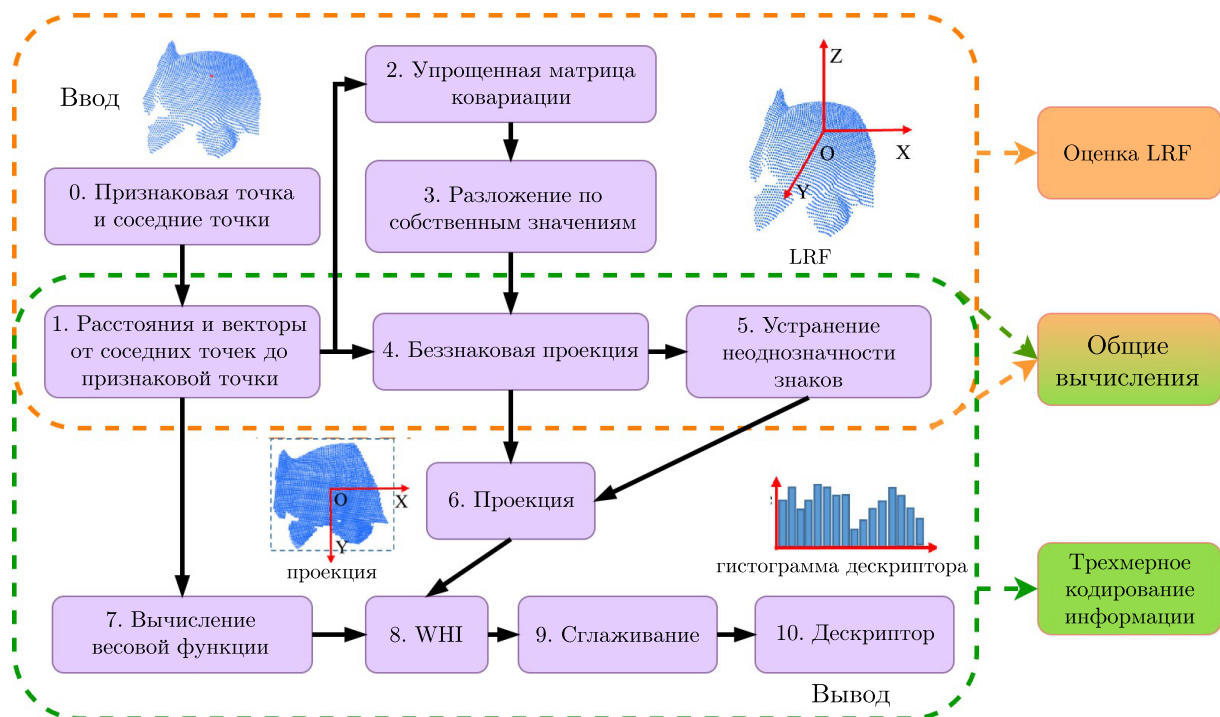 Ввод
2. Упрощенная матрица
ковариации
Z
X
O
Y
LRF
Оценка LRF
0. Признаковая точка
и соседние точки
3. Разложение по
собственным значениям
1. Расстояния и векторы
от соседних точек до
признаковой точки
4. Беззнаковая проекция
5. Устранение
неоднозначности
знаков
Общие
вычисления
O
X
Y
проекция
6. Проекция
гистограмма дескриптора
Трехмерное
кодирование
информации
7. Вычисление
весовой функции
8. WHI
9. Сглаживание
10. Дескриптор
Вывод